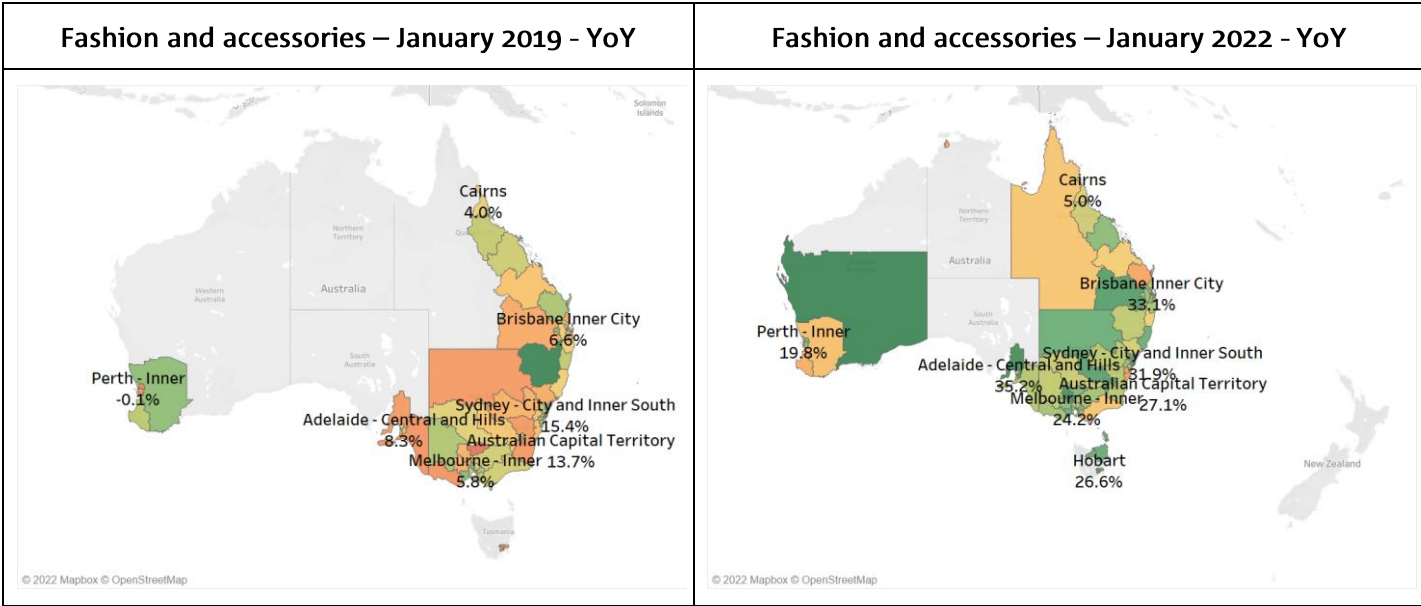 Fashion and accessories – January 2019 - YoY
Solomon
Islands
Cairns
4.0%
Northern
Territory
Australia
Western
Australia
Brisbane Inner City
6.6%
South
Australia
Perth - Inner
-0.1%
Sydney - City and Inner South
15.4%
Adelaide - Central and Hills
8.3%
Australian Capital Territory
13.7%
Melbourne - Inner
5.8%
Tasmania
© 2022 Mapbox © OpenStreetMap
Fashion and accessories – January 2022 - YoY
Cairns
5.0%
Northern
Territory
Australia
Brisbane Inner City
33.1%
South
Australia
Perth - Inner
19.8%
Sydney - City and Inner South
31.9%
Adelaide - Central and Hills
35.2%
Australian Capital Territory
27.1%
Melbourne - Inner
24.2%
Hobart
26.6%
New Zealand
© 2022 Mapbox © OpenStreetMap